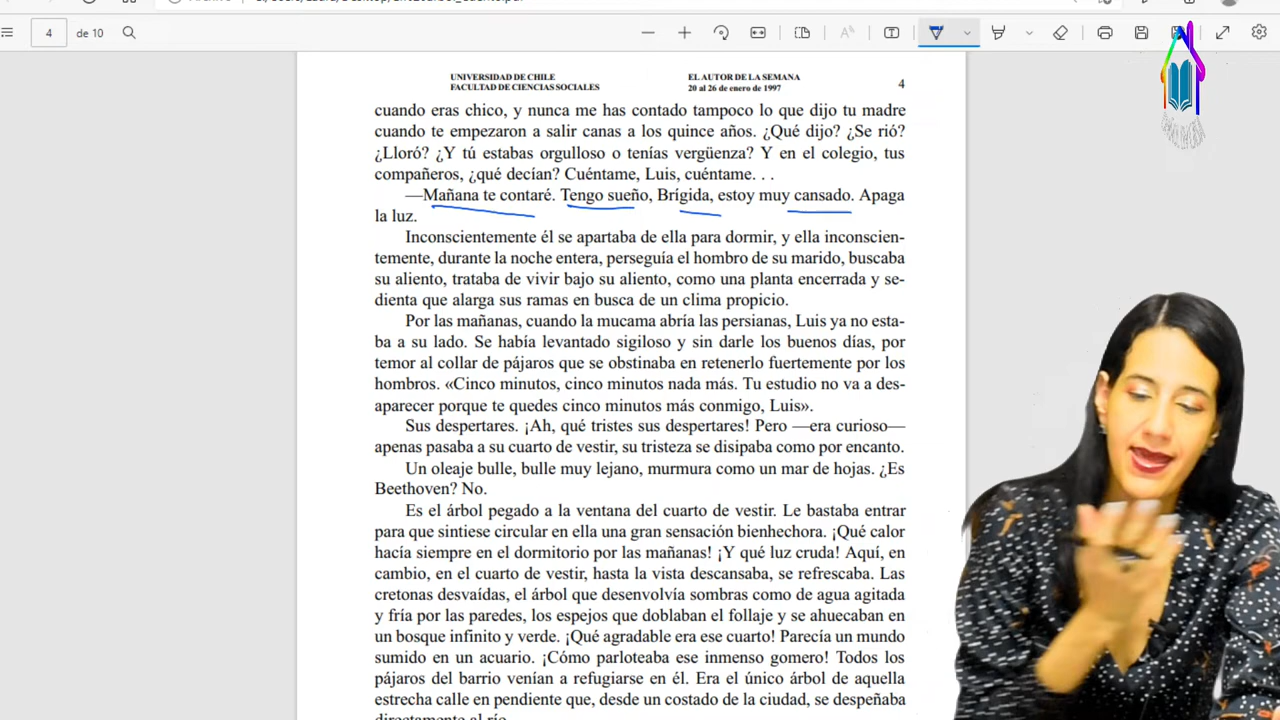 4 de 10
UNIVERSIDAD DE CHILE
FACULTAD DE CIENCIAS SOCIALES
EL AUTOR DE LA SEMANA
20 al 26 de enero de 1997
4
cuando eras chico, y nunca me has contado tampoco lo que dijo tu madre
cuando te empezaron a salir canas a los quince años. ¿Qué dijo? ¿Se rió?
¿Lloró? ¿Y tú estabas orgulloso o tenías vergüenza? Y en el colegio, tus
compañeros, ¿qué decían? Cuéntame, Luis, cuéntame. . .
—Mañana te contaré. Tengo sueño, Brígida, estoy muy cansado. Apaga
la luz.
Inconscientemente él se apartaba de ella para dormir, y ella inconscien-
temente, durante la noche entera, perseguía el hombro de su marido, buscaba
su aliento, trataba de vivir bajo su aliento, como una planta encerrada y se-
dienta que alarga sus ramas en busca de un clima propicio.
Por las mañanas, cuando la mucama abría las persianas, Luis ya no esta-
ba a su lado. Se había levantado sigiloso y sin darle los buenos días, por
temor al collar de pájaros que se obstinaba en retenerlo fuertemente por los
hombros. «Cinco minutos, cinco minutos nada más. Tu estudio no va a des-
aparecer porque te quedes cinco minutos más conmigo, Luis».
Sus despertares. ¡Ah, qué tristes sus despertares! Pero —era curioso—
apenas pasaba a su cuarto de vestir, su tristeza se disipaba como por encanto.
Un oleaje bulle, bulle muy lejano, murmura como un mar de hojas. ¿Es
Beethoven? No.
Es el árbol pegado a la ventana del cuarto de vestir. Le bastaba entrar
para que sintiese circular en ella una gran sensación bienhechora. ¡Qué calor
hacía siempre en el dormitorio por las mañanas! ¡Y qué luz cruda! Aquí, en
cambio, en el cuarto de vestir, hasta la vista descansaba, se refrescaba. Las
cretonas desvaídas, el árbol que desenvolvía sombras como de agua agitada
y fría por las paredes, los espejos que doblaban el follaje y se ahuecaban en
un bosque infinito y verde. ¡Qué agradable era ese cuarto! Parecía un mundo
sumido en un acuario. ¡Cómo parloteaba ese inmenso gomero! Todos los
pájaros del barrio venían a refugiarse en él. Era el único árbol de aquella
estrecha calle en pendiente que, desde un costado de la ciudad, se despeñaba
directamente al río.